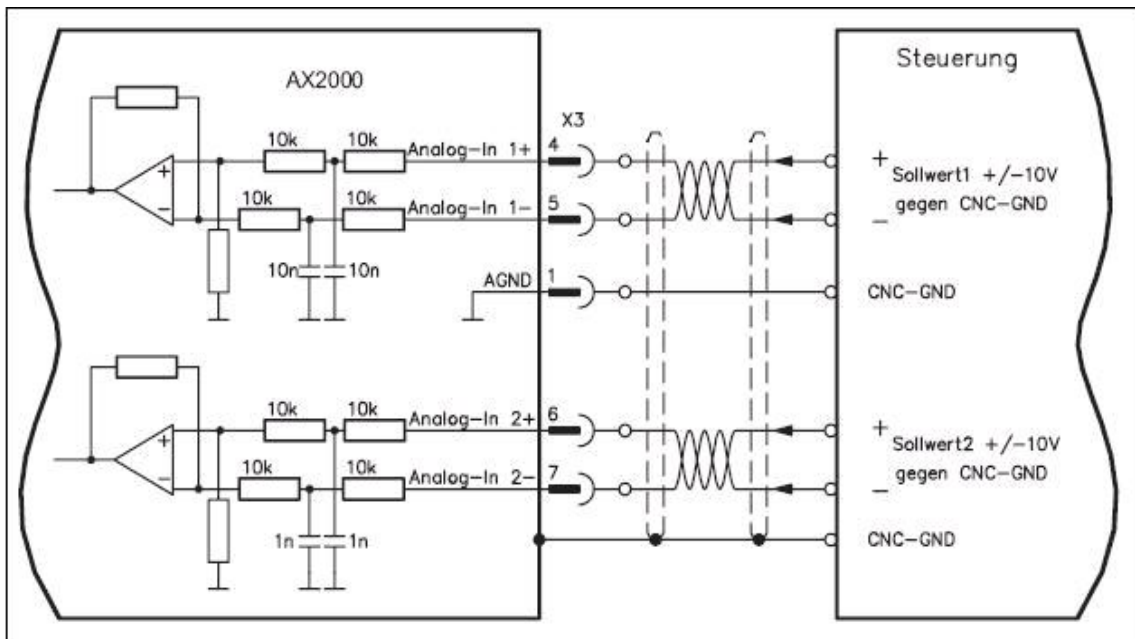 Steuerung
AX2000
X3
10k 10k Analog-In 1+ 4
+ Sollwert1 +/-10V
+
10k 10k Analog-In 1- 5
- gegen CNC-GND
-
10n 10n
AGND 1 CNC-GND
10k 10k Analog-In 2+ 6
+ Sollwert2 +/-10V
+
10k 10k Analog-In 2- 7
- gegen CNC-GND
-
1n 1n
CNC-GND